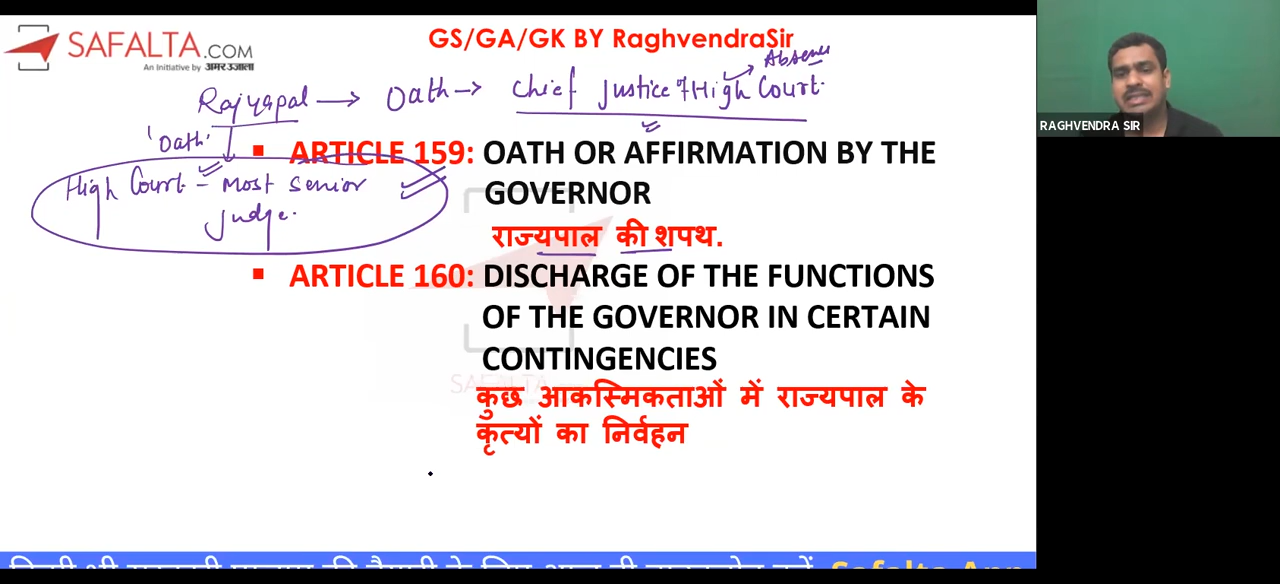 SAFALTA.COM
An Initiative by अमर उजाला
GS/GA/GK BY RaghvendraSir
Absence
Rajyapal → Oath → Chief Justice of High Court.
'Oath'
RAGHVENDRA SIR
▪ ARTICLE 159: OATH OR AFFIRMATION BY THE
GOVERNOR
High Court - Most Senior
Judge.
राज्यपाल की शपथ.
▪ ARTICLE 160: DISCHARGE OF THE FUNCTIONS
OF THE GOVERNOR IN CERTAIN
CONTINGENCIES
SAFALTA
कुछ आकस्मिकताओं में राज्यपाल के
कृत्यों का निर्वहन